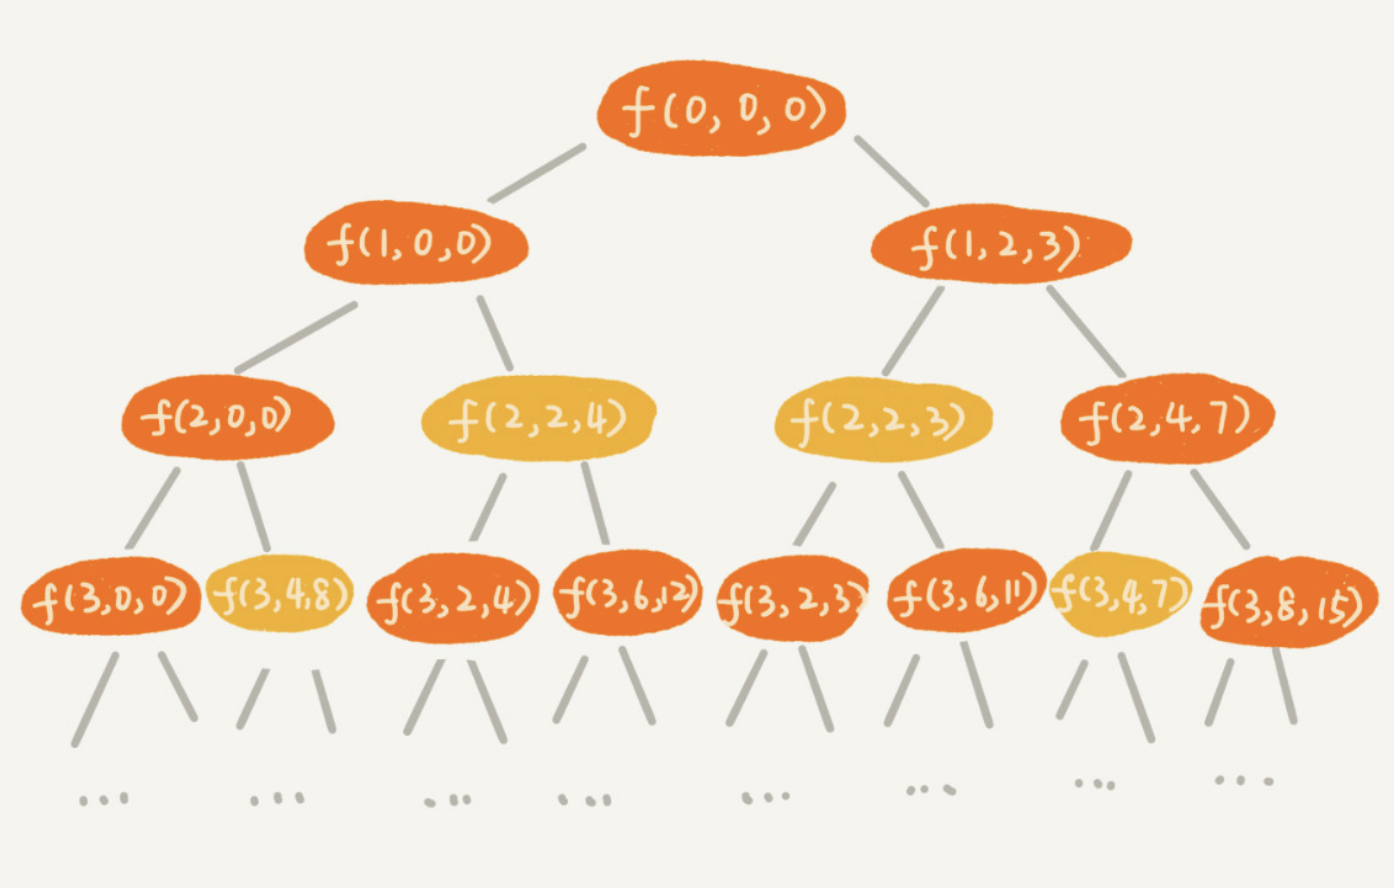 f(0,0,0)
f(1,0,0) f(1,2,3)
f(2,0,0) f(2,2,4) f(2,2,3) f(2,4,7)
f(3,0,0) f(3,4,8) f(3,2,4) f(3,6,12) f(3,2,3) f(3,6,11) f(3,4,7) f(3,8,15)
... ... ... ... ... ... ... ...